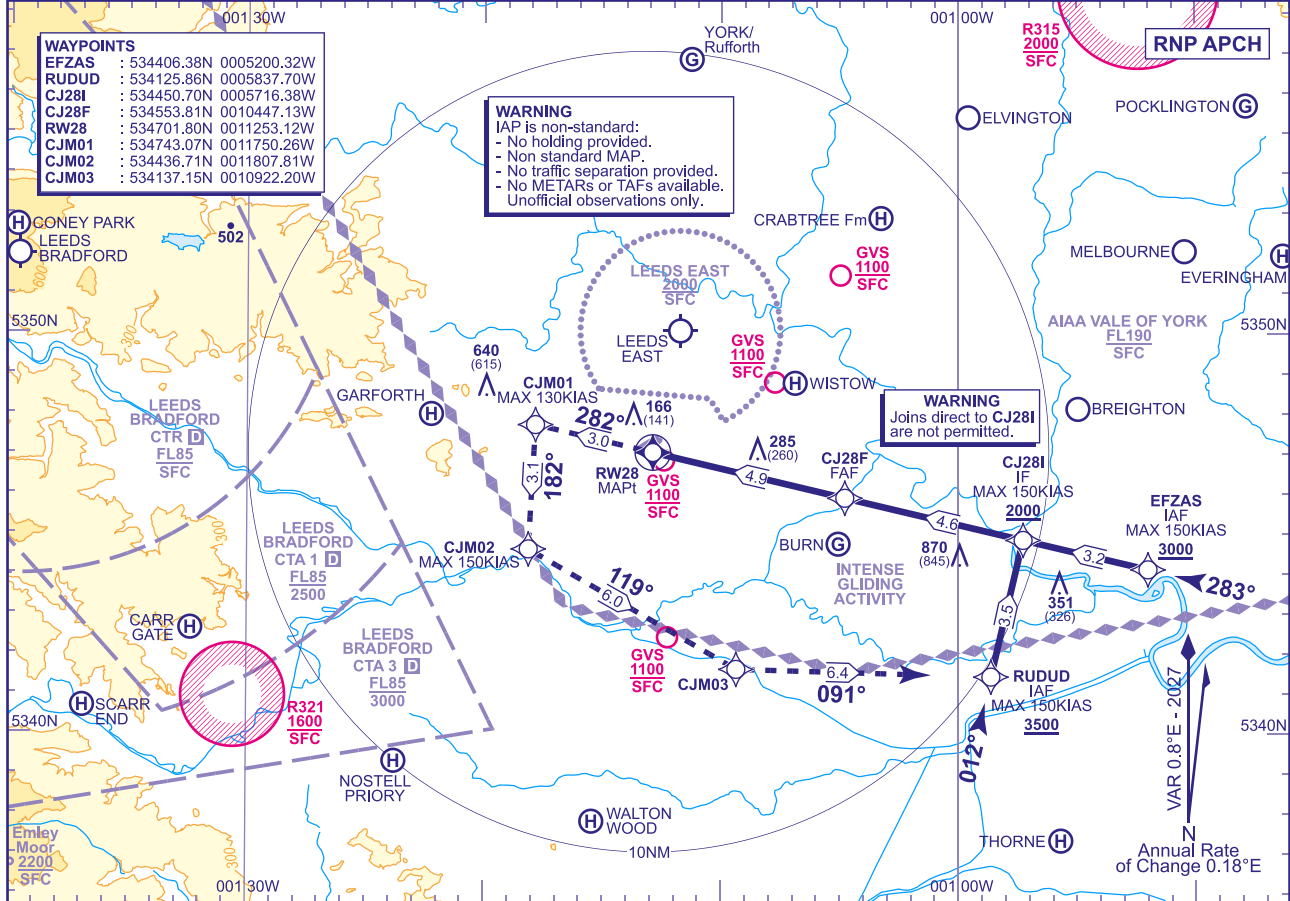 001 30W
001 00W
RNP APCH
R315
2000
SFC
WAYPOINTS
EFZAS : 534406.38N 0005200.32W
RUDUD : 534125.86N 0005837.70W
CJ28I : 534450.70N 0005716.38W
CJ28F : 534553.81N 0010447.13W
RW28 : 534701.80N 0011253.12W
CJM01 : 534743.07N 0011750.26W
CJM02 : 534436.71N 0011807.81W
CJM03 : 534137.15N 0010922.20W
YORK/
Rufforth
G
WARNING
IAP is non-standard:
- No holding provided.
- Non standard MAP.
- No traffic separation provided.
- No METARs or TAFs available.
Unofficial observations only.
ELVINGTON
POCKLINGTON G
H CONEY PARK
LEEDS
BRADFORD
502
600
CRABTREE Fm H
GVS
1100
SFC
MELBOURNE
H
EVERINGHAM
LEEDS EAST
2000
SFC
LEEDS
EAST
AIAA VALE OF YORK
FL190
SFC
5350N
5350N
300
GVS
1100
SFC
H WISTOW
640
(615)
CJM01
MAX 130KIAS
GARFORTH
H
LEEDS
BRADFORD
CTR D
FL85
SFC
282°
3.0
166
(141)
WARNING
Joins direct to CJ28I
are not permitted.
BREIGHTON
285
(260)
CJ28F
FAF
CJ28I
IF
MAX 150KIAS
2000
RW28
MAPt
4.9
GVS
1100
SFC
3.1
182°
EFZAS
IAF
MAX 150KIAS
3000
4.6
3.2
283°
LEEDS
BRADFORD
CTA 1 D
FL85
2500
CJM02
MAX 150KIAS
BURN G
870
(845)
INTENSE
GLIDING
ACTIVITY
351
(326)
119°
6.0
3.5
CARR
GATE
H
LEEDS
BRADFORD
CTA 3 D
FL85
3000
GVS
1100
SFC
CJM03
6.4
091°
RUDUD
IAF
MAX 150KIAS
3500
H SCARR
END
R321
1600
SFC
5340N
5340N
012°
VAR 0.8°E - 2027
H
NOSTELL
PRIORY
H WALTON
WOOD
10NM
THORNE H
N
Annual Rate
of Change 0.18°E
Emley
Moor
2200
SFC
300
300
001 30W
001 00W